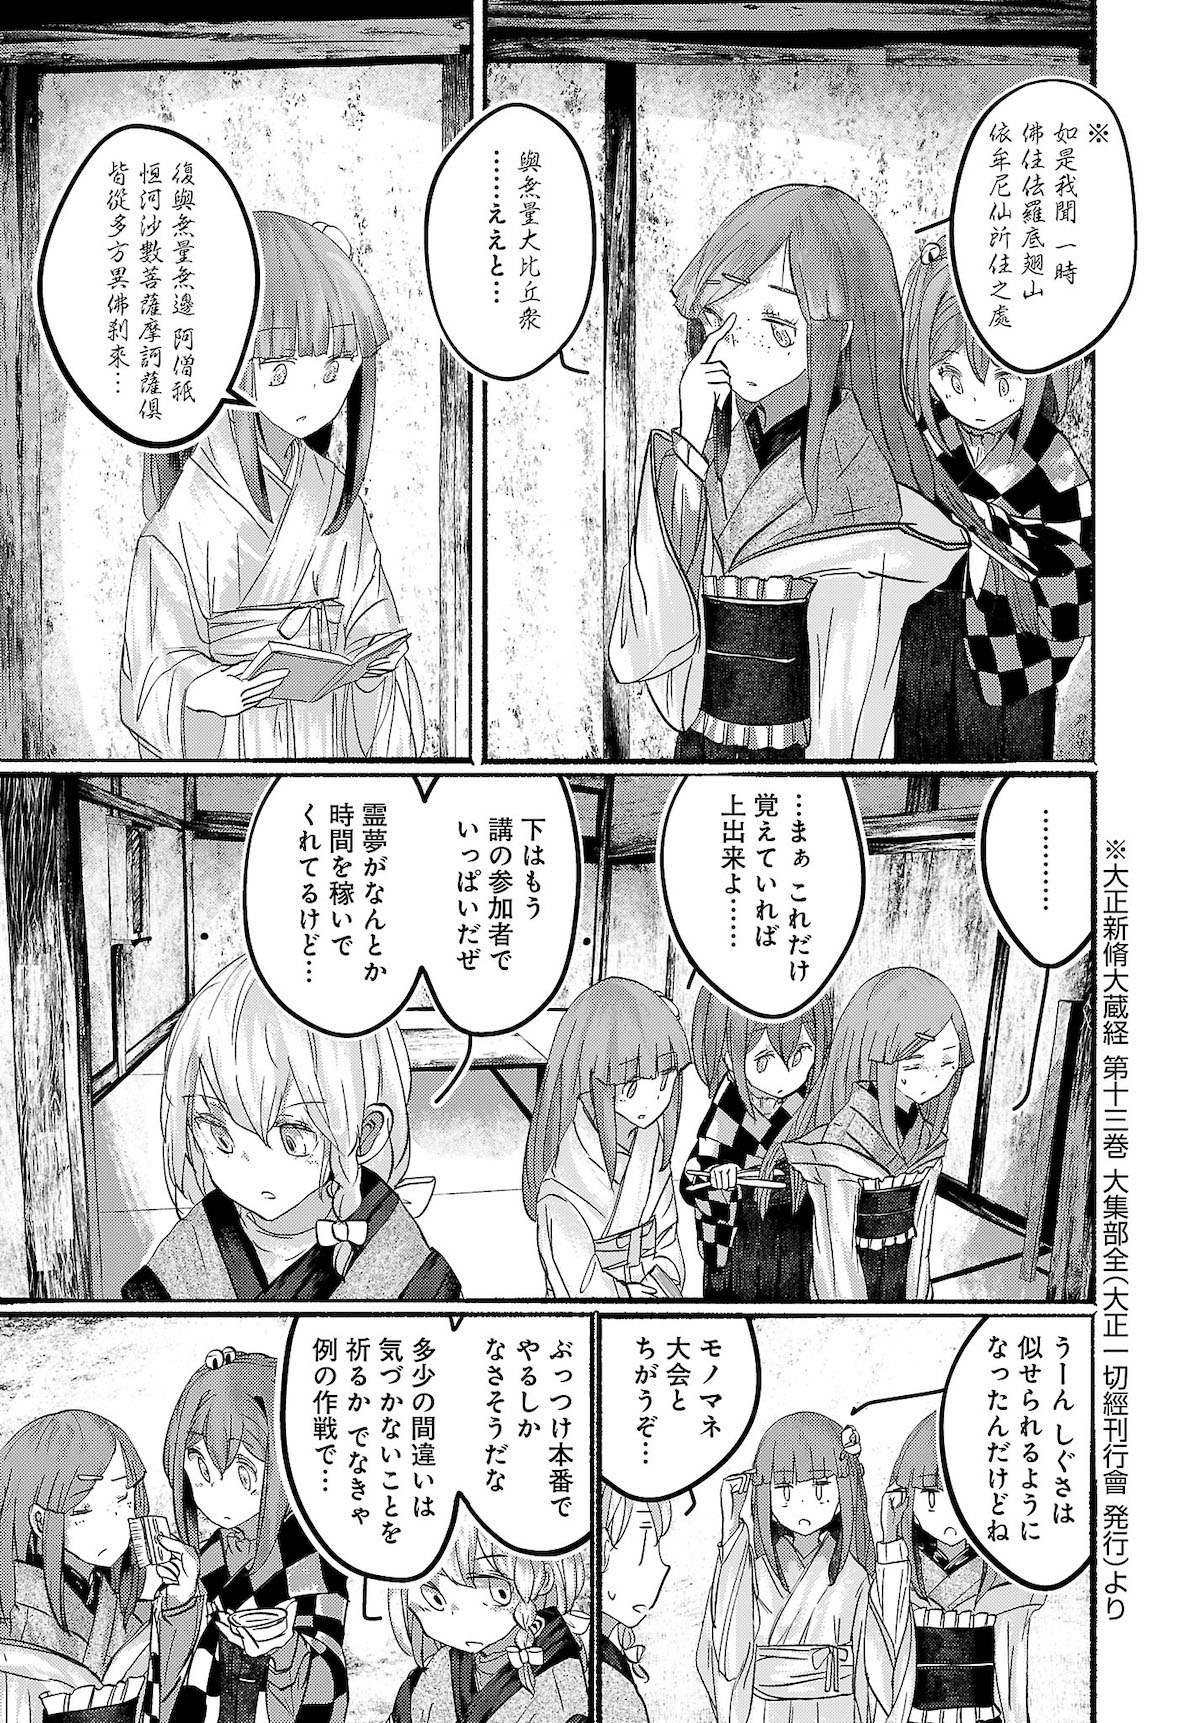 ※
如是我聞 一時
佛住佉羅底翅山
依牟尼仙所住之處
與無量大比丘衆
……ええと…
復與無量無邊 阿僧祇
恒河沙數菩薩摩訶薩俱
皆從多方異佛刹來…
…………
…まぁ これだけ
覚えていれば
上出来よ……
下はもう
講の参加者で
いっぱいだぜ
霊夢がなんとか
時間を稼いで
くれてるけど…
うーん しぐさは
似せられるように
なったんだけどね
モノマネ
大会と
ちがうぞ…
ぶっつけ本番で
やるしか
なさそうだな
多少の間違いは
気づかないことを
祈るか でなきゃ
例の作戦で…
※大正新脩大蔵経 第十三巻 大集部全（大正一切經刊行會 発行）より